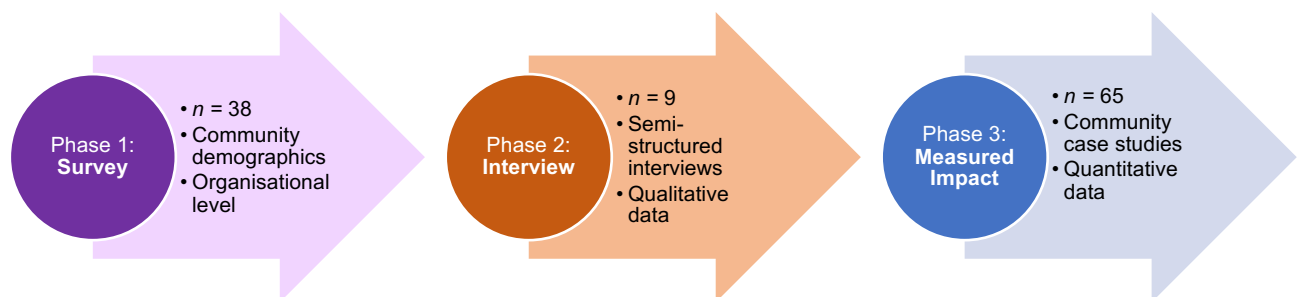 Phase 1:
Survey
• n = 38
• Community
demographics
• Organisational
level
Phase 2:
Interview
• n = 9
• Semi-
structured
interviews
• Qualitative
data
Phase 3:
Measured
Impact
• n = 65
• Community
case studies
• Quantitative
data